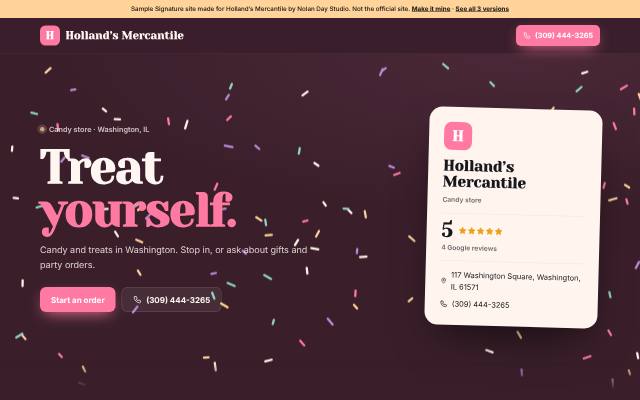 Sample Signature site made for Holland's Mercantile by Nolan Day Studio. Not the official site. Make it mine · See all 3 versions
H Holland's Mercantile
(309) 444-3265
Candy store · Washington, IL
Treat
yourself.
Candy and treats in Washington. Stop in, or ask about gifts and
party orders.
Start an order
(309) 444-3265
H
Holland's
Mercantile
Candy store
5 ★★★★★
4 Google reviews
117 Washington Square, Washington,
IL 61571
(309) 444-3265